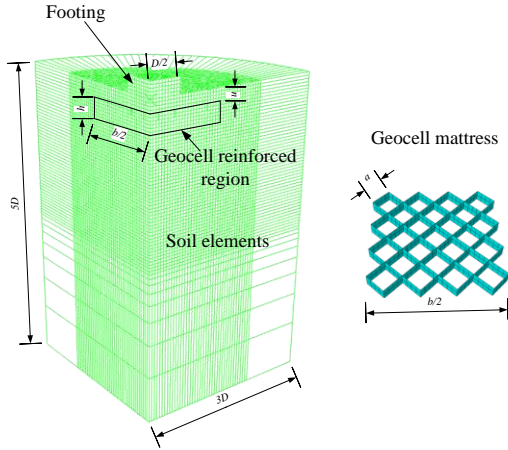 Footing
D/2
u
h
b/2
Geocell reinforced
region
Geocell mattress
a
5D
Soil elements
b/2
3D